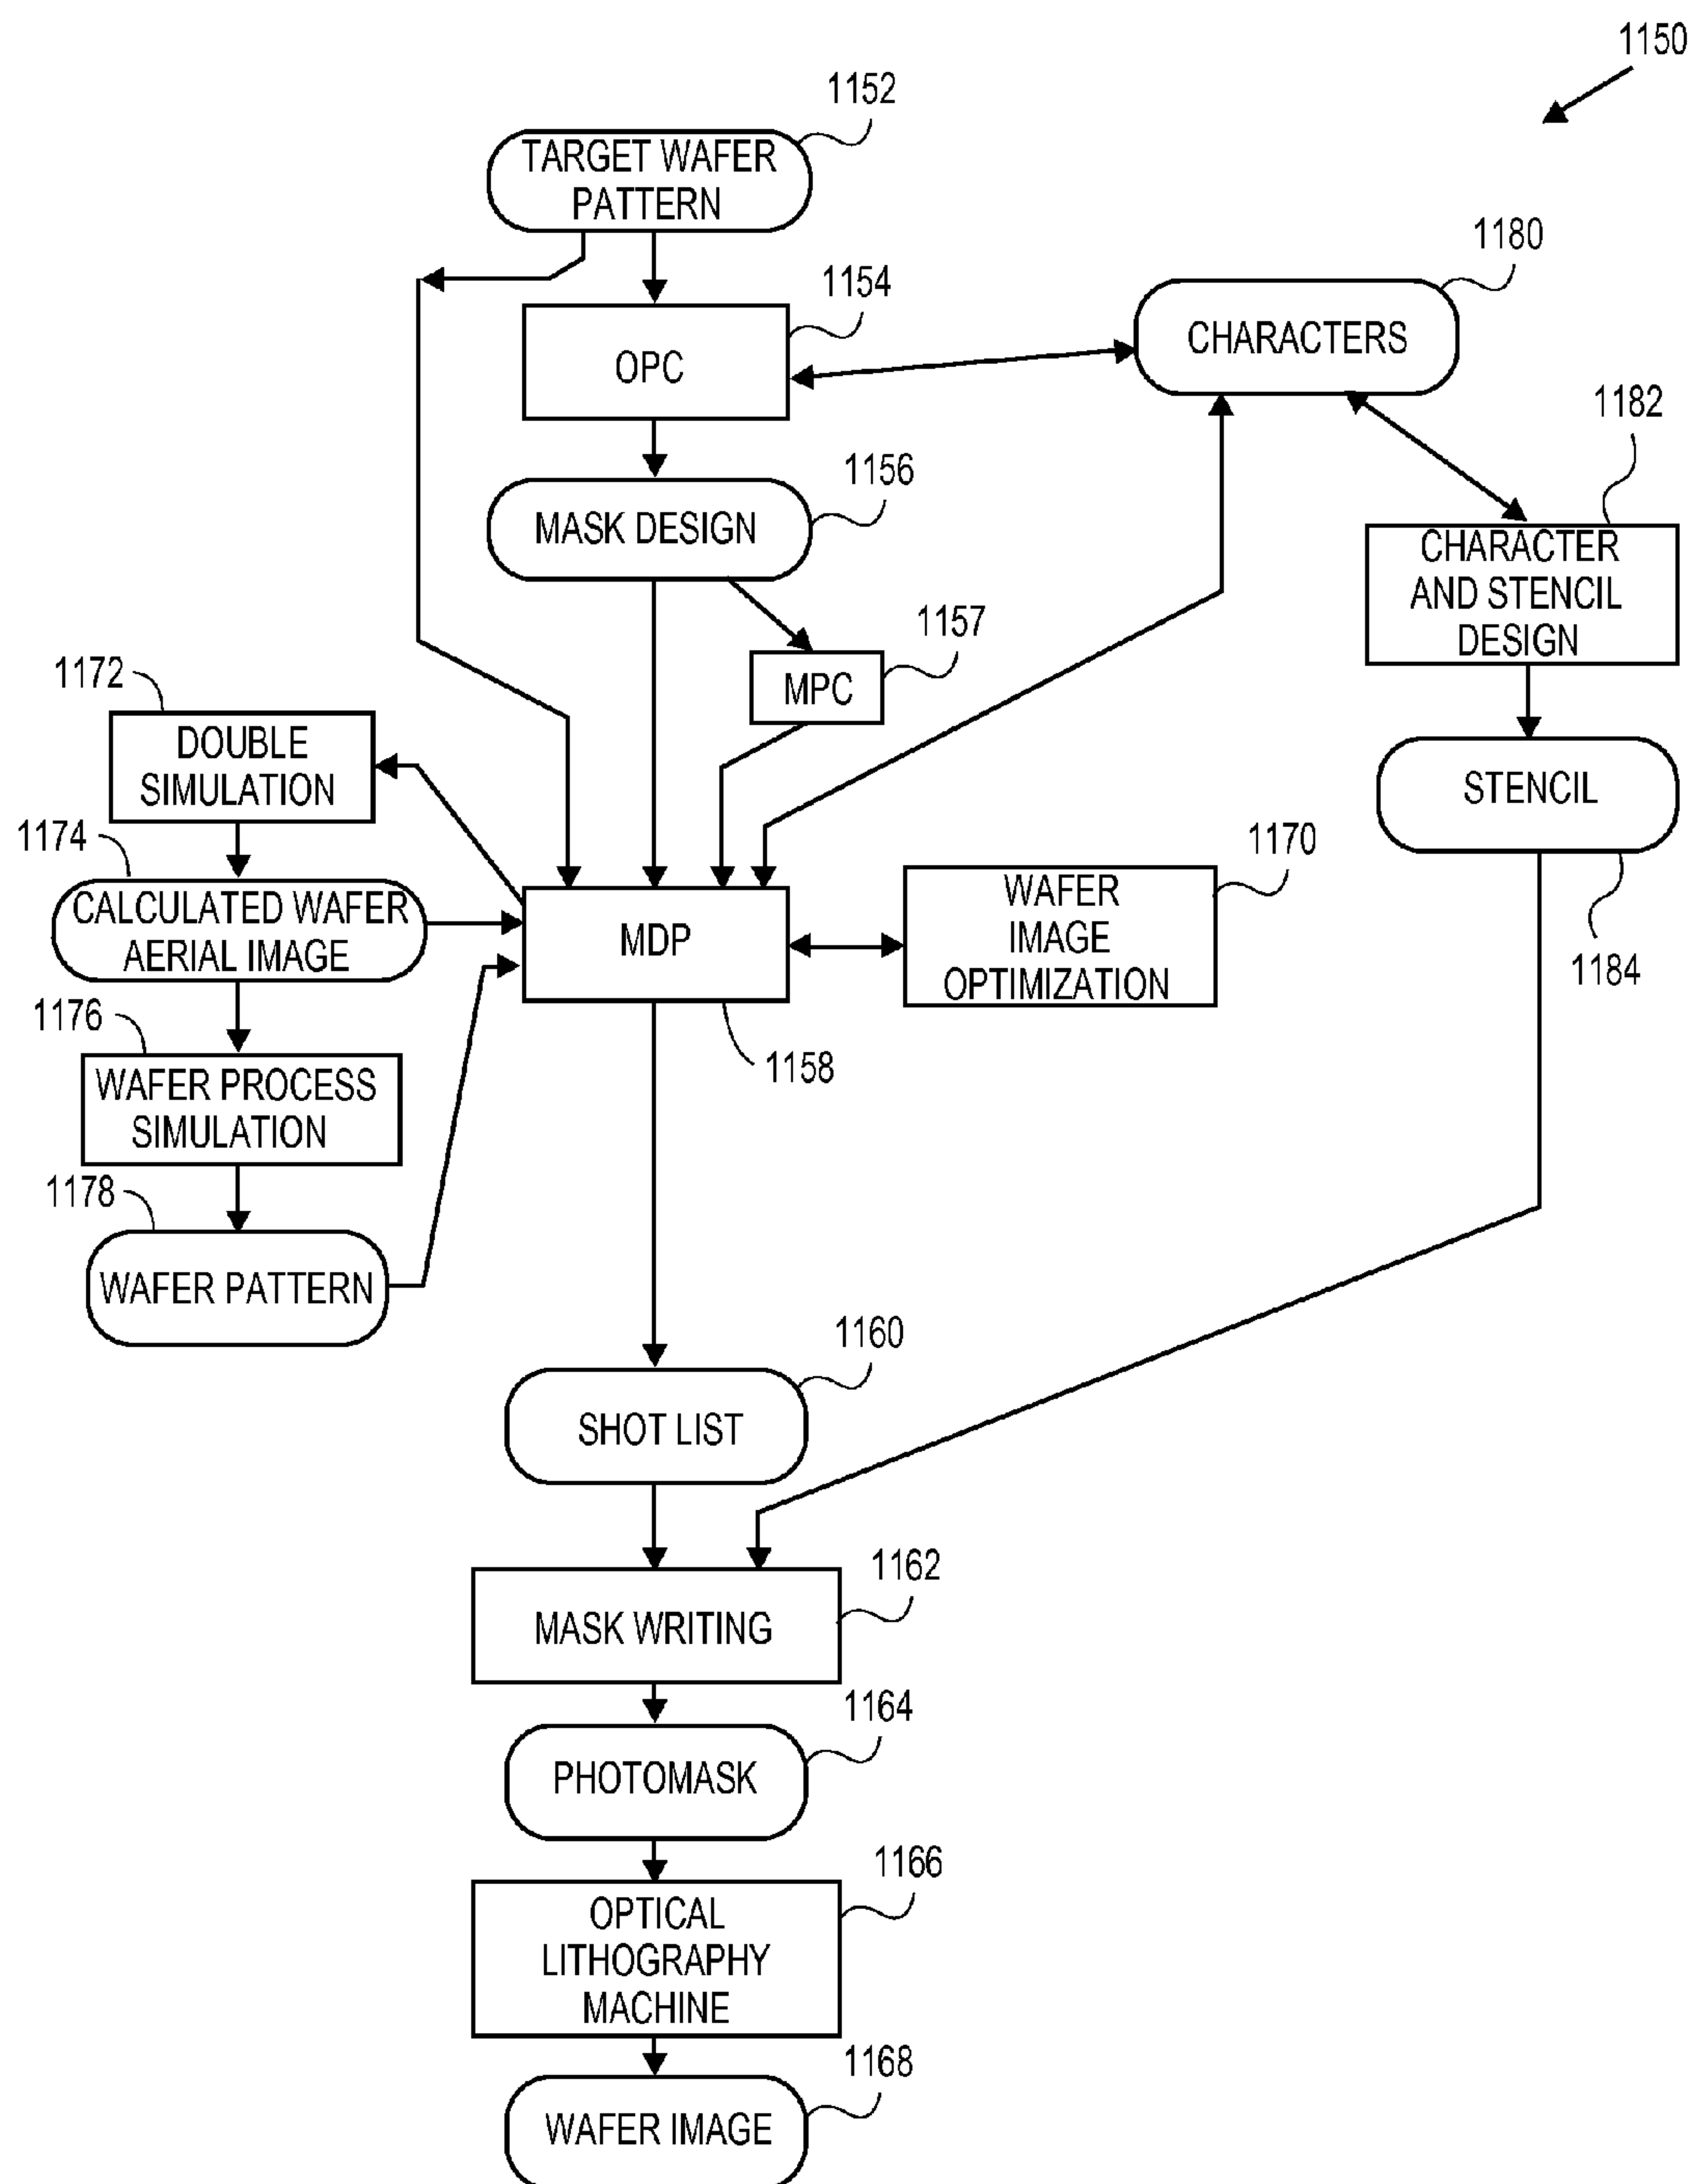 1150
1152
TARGET WAFER
PATTERN
1154
OPC
1180
CHARACTERS
1156
MASK DESIGN
1182
CHARACTER
AND STENCIL
DESIGN
1157
MPC
1172
DOUBLE
SIMULATION
STENCIL
1184
1174
CALCULATED WAFER
AERIAL IMAGE
MDP
1158
1170
WAFER
IMAGE
OPTIMIZATION
1176
WAFER PROCESS
SIMULATION
1178
WAFER PATTERN
1160
SHOT LIST
1162
MASK WRITING
1164
PHOTOMASK
1166
OPTICAL
LITHOGRAPHY
MACHINE
1168
WAFER IMAGE